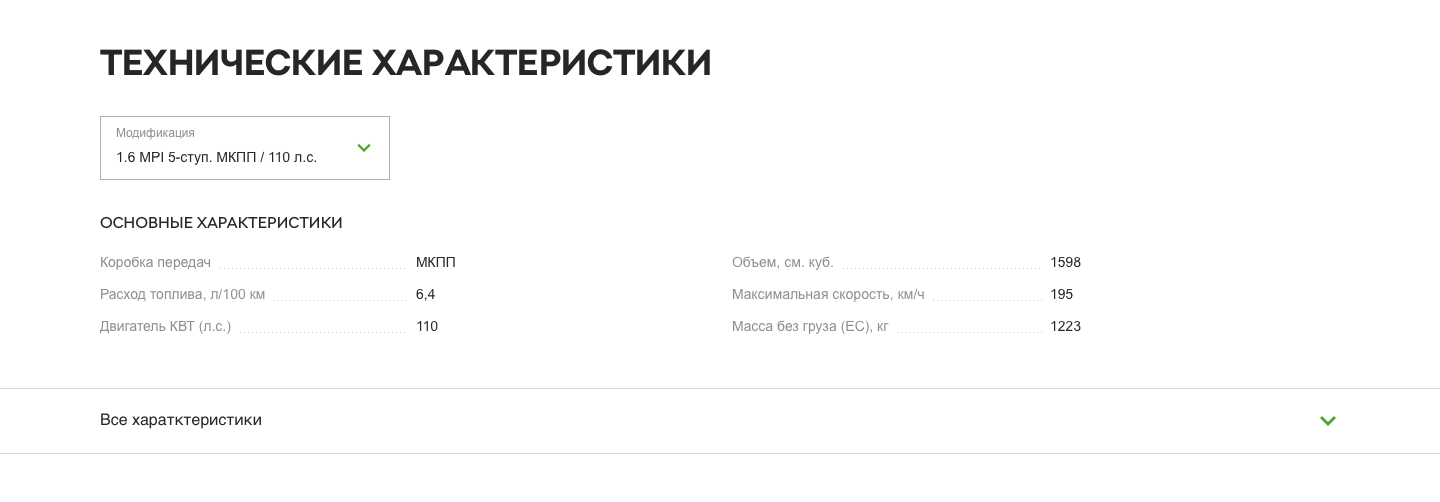 ТЕХНИЧЕСКИЕ ХАРАКТЕРИСТИКИ
Модификация
1.6 MPI 5-ступ. МКПП / 110 л.с.
ОСНОВНЫЕ ХАРАКТЕРИСТИКИ
Коробка передач МКПП
Расход топлива, л/100 км 6,4
Двигатель КВТ (л.с.) 110
Объем, см. куб. 1598
Максимальная скорость, км/ч 195
Масса без груза (ЕС), кг 1223
Все харатктеристики